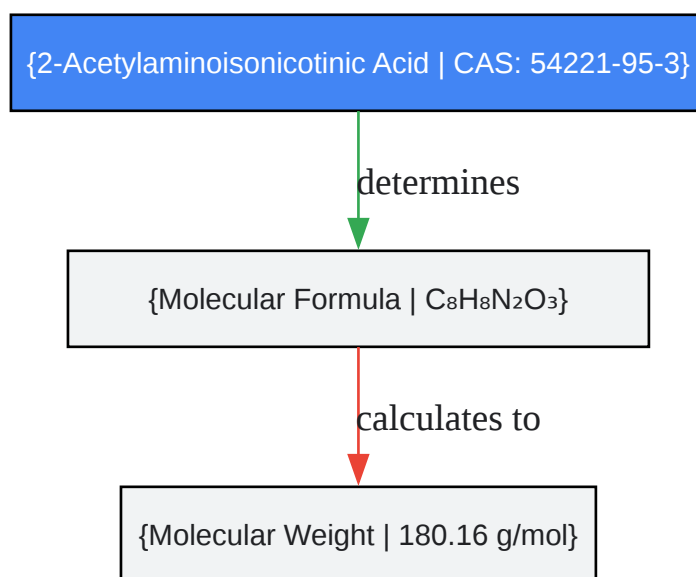 {2-Acetylaminoisonicotinic Acid | CAS: 54221-95-3}
determines
{Molecular Formula | C₈H₈N₂O₃}
calculates to
{Molecular Weight | 180.16 g/mol}